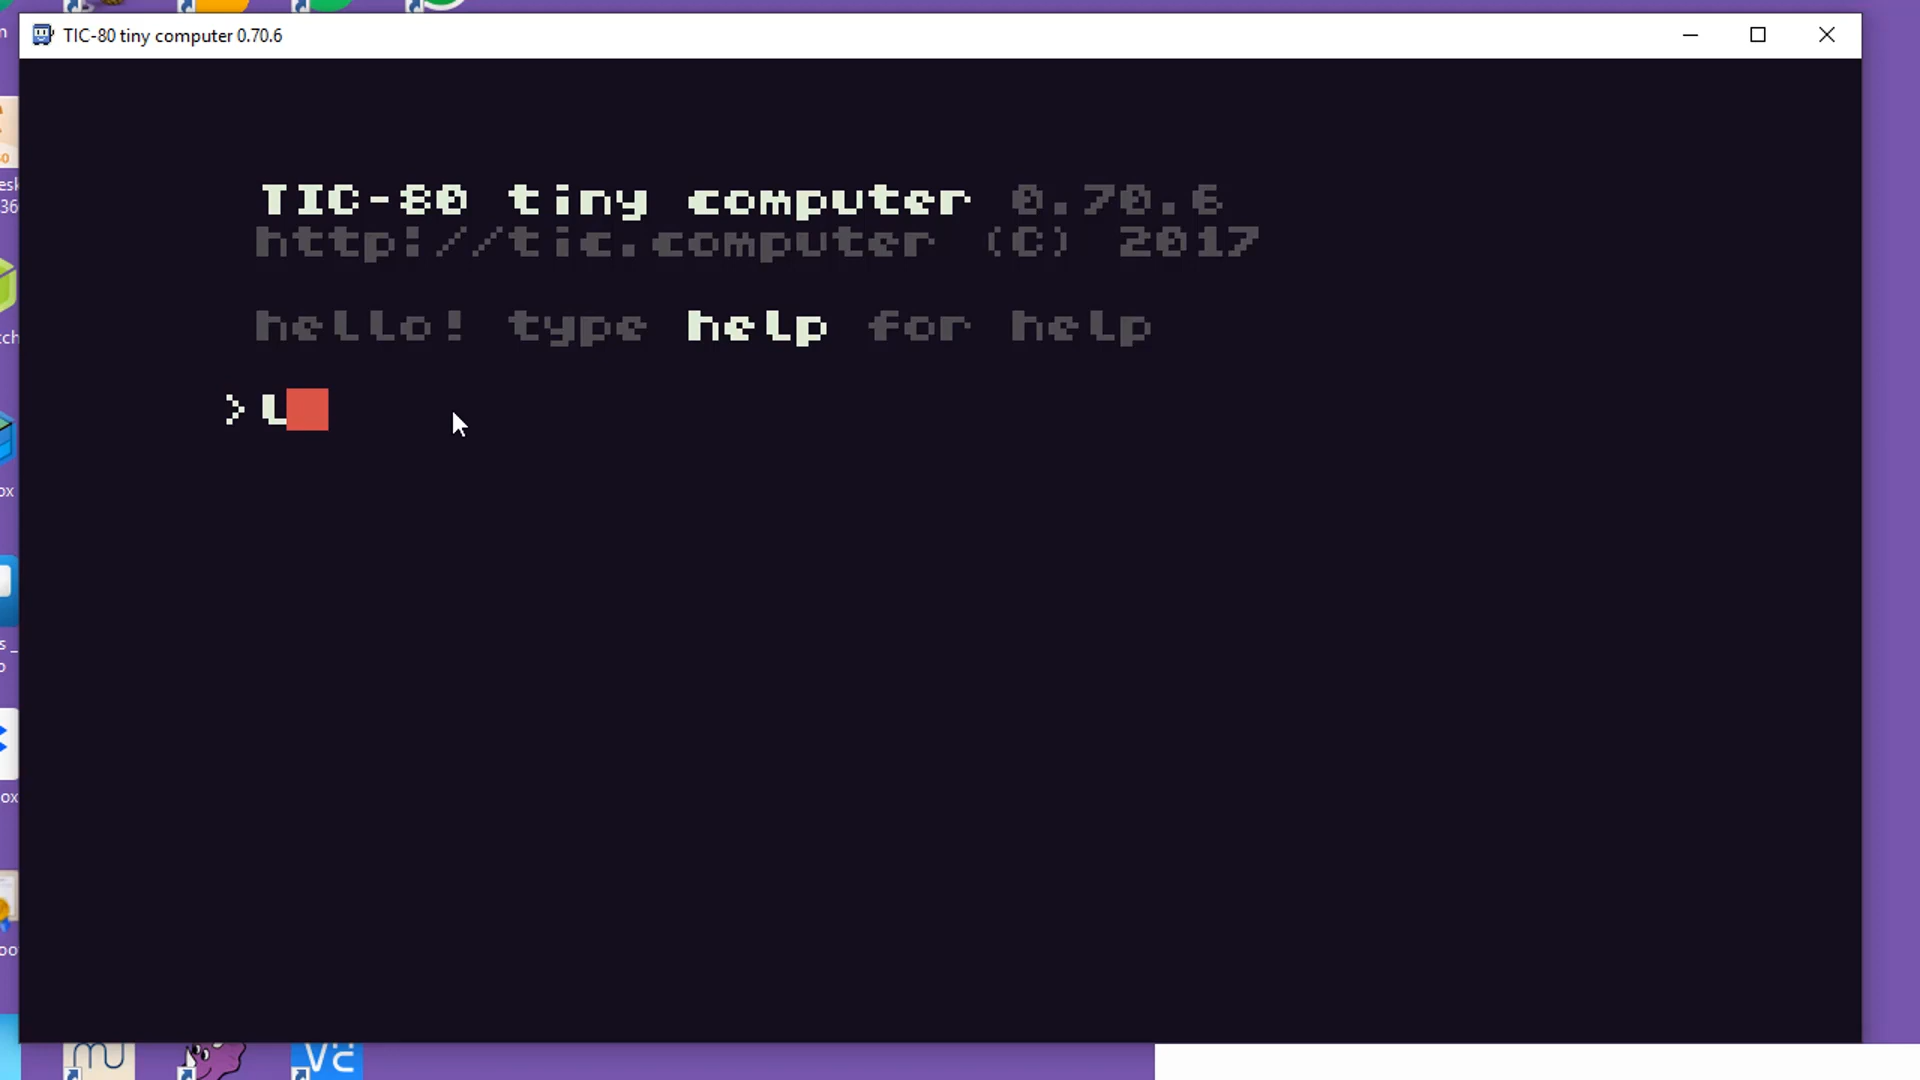 TIC-80 tiny computer 0.70.6
TIC-80 tiny computer 0.70.6
http://tic.computer (C) 2017
hello! type help for help
>l